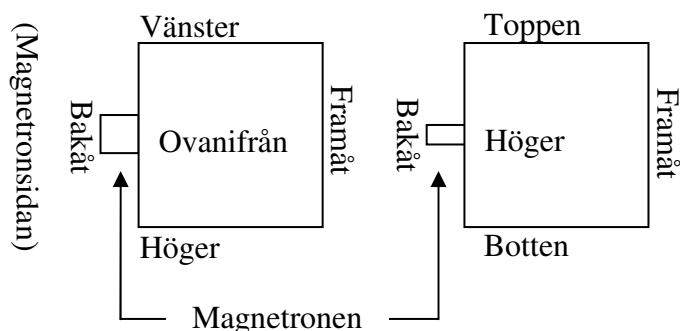 (Magnetronsidan)
Vänster
Bakåt
Ovanifrån
Framåt
Höger
Toppen
Bakåt
Höger
Framåt
Botten
Magnetronen